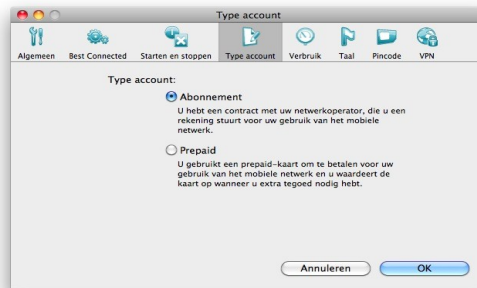 Type account
Algemeen Best Connected Starten en stoppen Type account Verbruik Taal Pincode VPN
Type account:
Abonnement
U hebt een contract met uw netwerkoperator, die u een
rekening stuurt voor uw gebruik van het mobiele
netwerk.
Prepaid
U gebruikt een prepaid-kaart om te betalen voor uw
gebruik van het mobiele netwerk en u waardeert de
kaart op wanneer u extra tegoed nodig hebt.
Annuleren OK